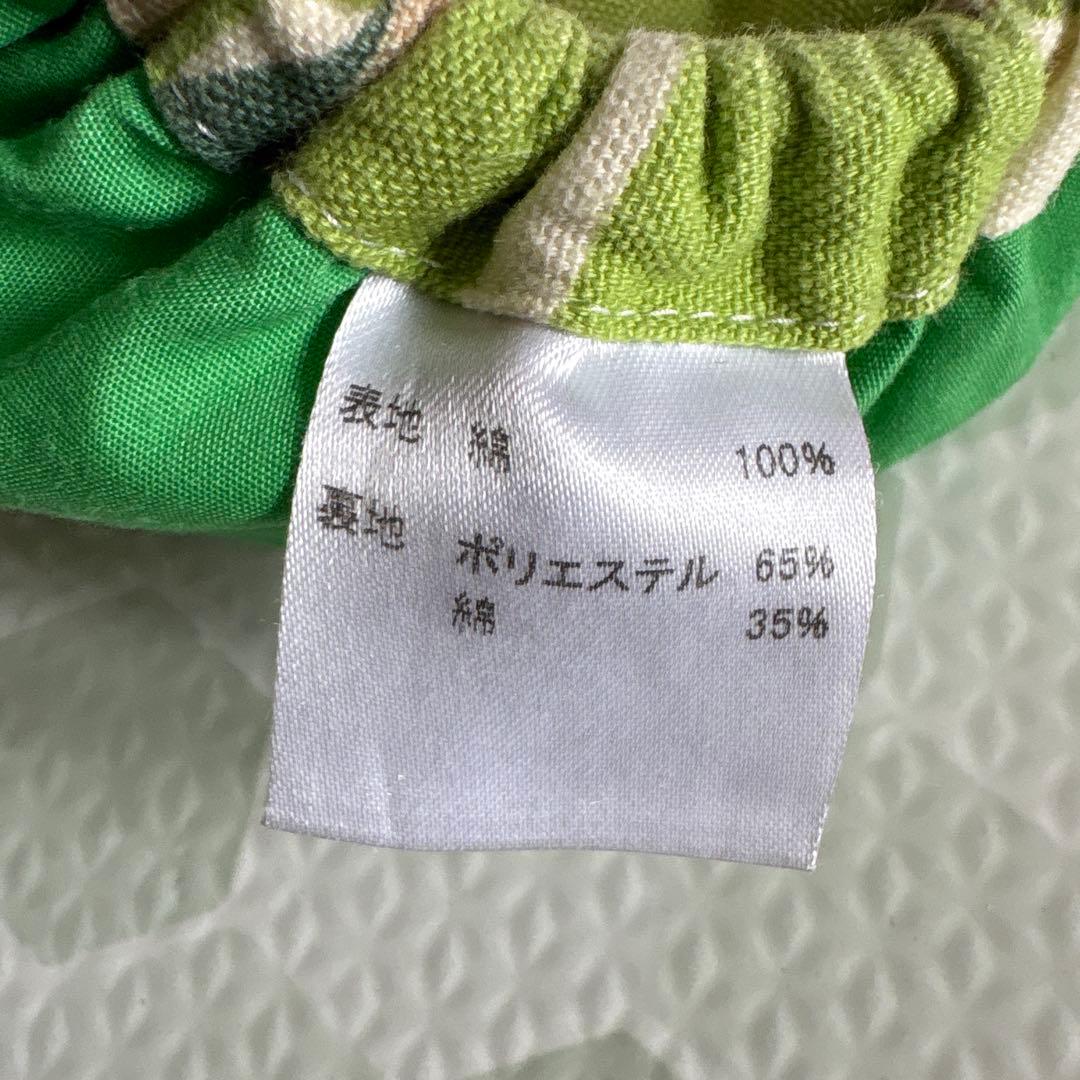 表地 綿 100%
裏地 ポリエステル 65%
綿 35%